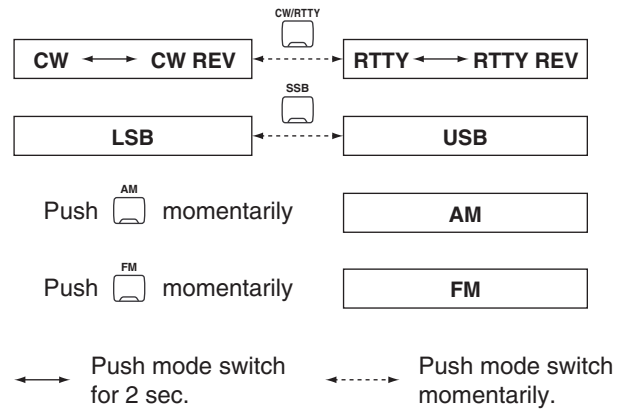 CW/RTTY
CW CW REV RTTY RTTY REV
SSB
LSB USB
AM
Push momentarily AM
FM
Push momentarily FM
Push mode switch for 2 sec.
Push mode switch momentarily.